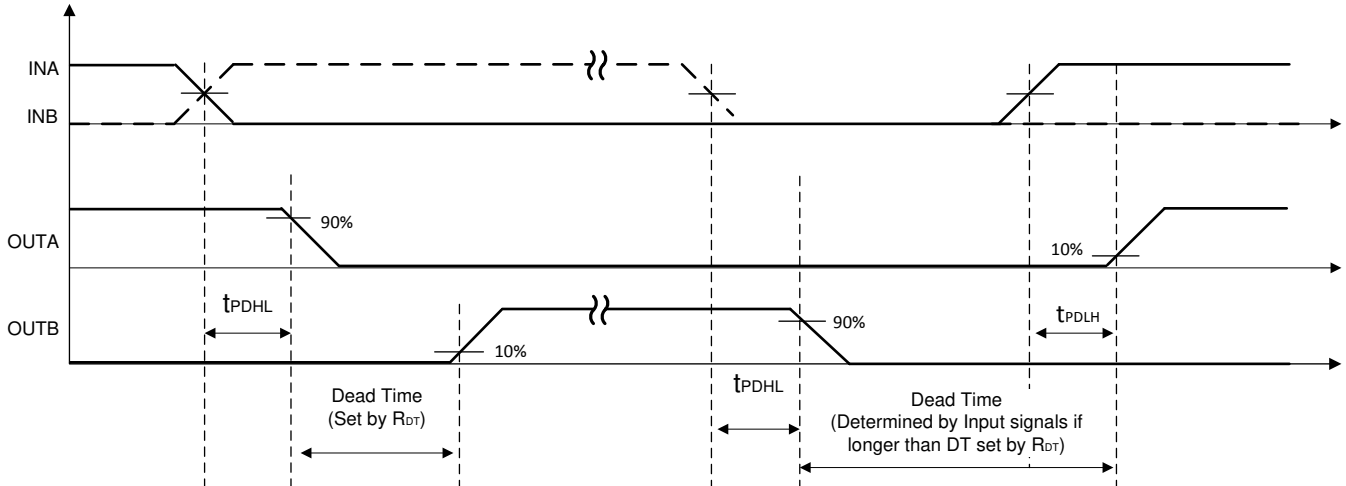 INA
INB
OUTA
90%
10%
OUTB
tPDHL
10%
90%
tPDLH
Dead Time
(Set by RDT)
tPDHL
Dead Time
(Determined by Input signals if
longer than DT set by RDT)